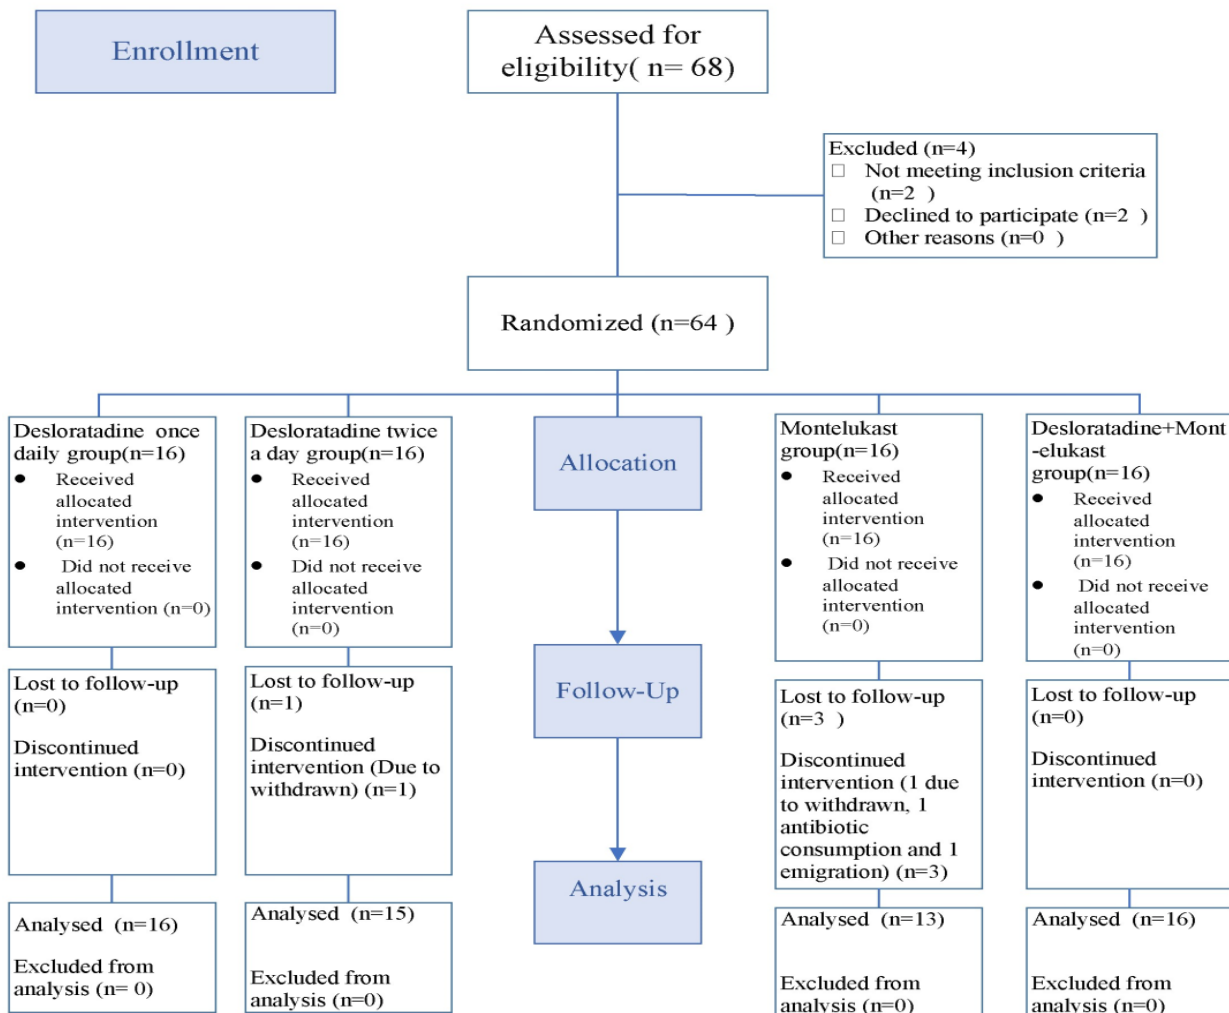 Enrollment
Assessed for
eligibility( n= 68)
Excluded (n=4)
□ Not meeting inclusion criteria
(n=2 )
□ Declined to participate (n=2 )
□ Other reasons (n=0 )
Randomized (n=64 )
Desloratadine once
daily group(n=16)
● Received
allocated
intervention
(n=16)
● Did not receive
allocated
intervention (n=0)
Desloratadine twice
a day group(n=16)
● Received
allocated
intervention
(n=16)
● Did not receive
allocated
intervention
(n=0)
Allocation
Montelukast
group(n=16)
● Received
allocated
intervention
(n=16)
● Did not receive
allocated
intervention
(n=0)
Desloratadine+Mont
-elukast
group(n=16)
● Received
allocated
intervention
(n=16)
● Did not receive
allocated
intervention
(n=0)
Lost to follow-up
(n=0)
Discontinued
intervention (n=0)
Lost to follow-up
(n=1)
Discontinued
intervention (Due to
withdrawn) (n=1)
Follow-Up
Lost to follow-up
(n=3 )
Discontinued
intervention (1 due
to withdrawn, 1
antibiotic
consumption and 1
emigration) (n=3)
Lost to follow-up
(n=0)
Discontinued
intervention (n=0)
Analysed (n=16)
Excluded from
analysis (n= 0)
Analysed (n=15)
Excluded from
analysis (n=0)
Analysis
Analysed (n=13)
Excluded from
analysis (n=0)
Analysed (n=16)
Excluded from
analysis (n=0)